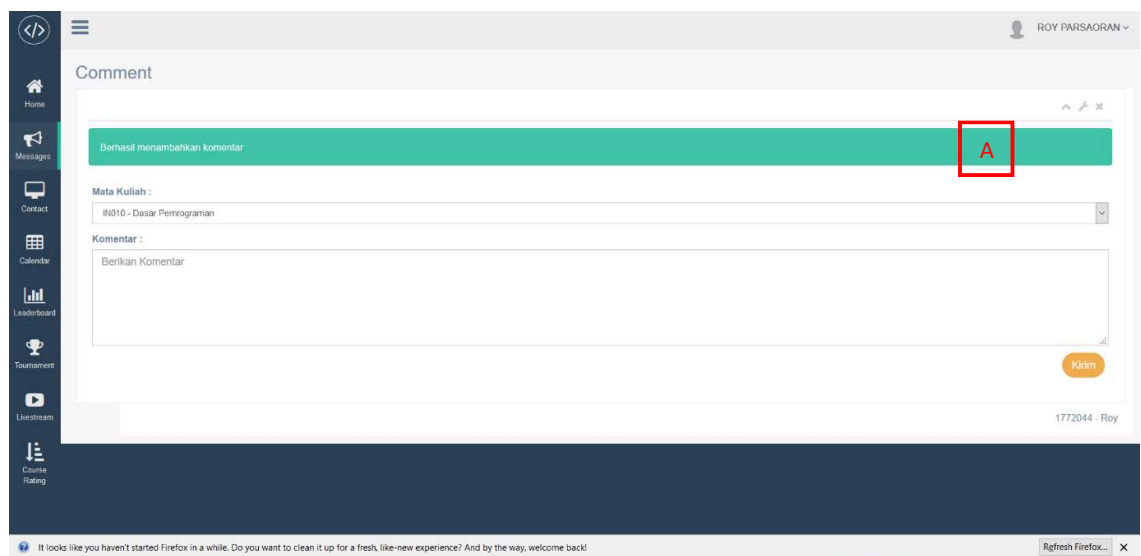 </>
ROY PARSAORAN
Comment
Home
Berhasil menambahkan komentar
A
Messages
Mata Kuliah :
Contact
IN010 - Dasar Pemrograman
Komentar :
Calendar
Berikan Komentar
Leaderboard
Tournament
Kirim
Livestream
1772044 - Roy
Course
Rating
It looks like you haven't started Firefox in a while. Do you want to clean it up for a fresh, like-new experience? And by the way, welcome back!
Refresh Firefox...